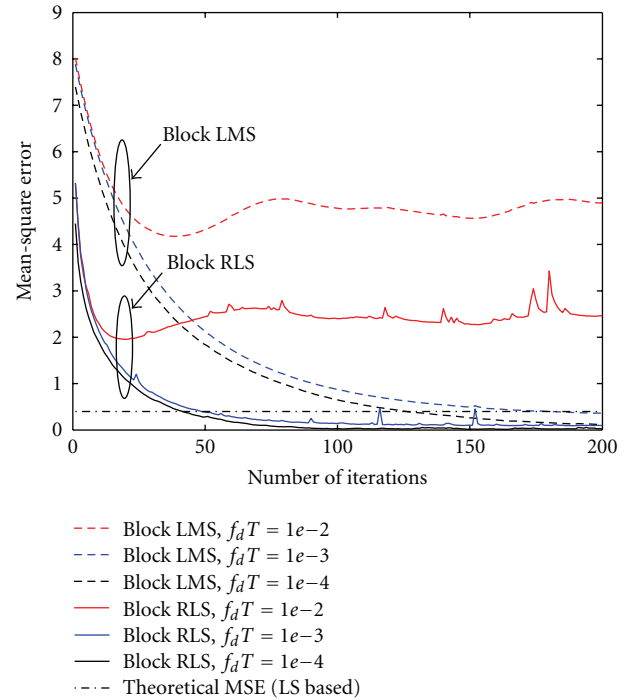 9
8
7
6
5
4
3
2
1
0
Mean-square error
Block LMS
Block RLS
0 50 100 150 200
Number of iterations
Block LMS, f_dT = 1e−2
Block LMS, f_dT = 1e−3
Block LMS, f_dT = 1e−4
Block RLS, f_dT = 1e−2
Block RLS, f_dT = 1e−3
Block RLS, f_dT = 1e−4
Theoretical MSE (LS based)